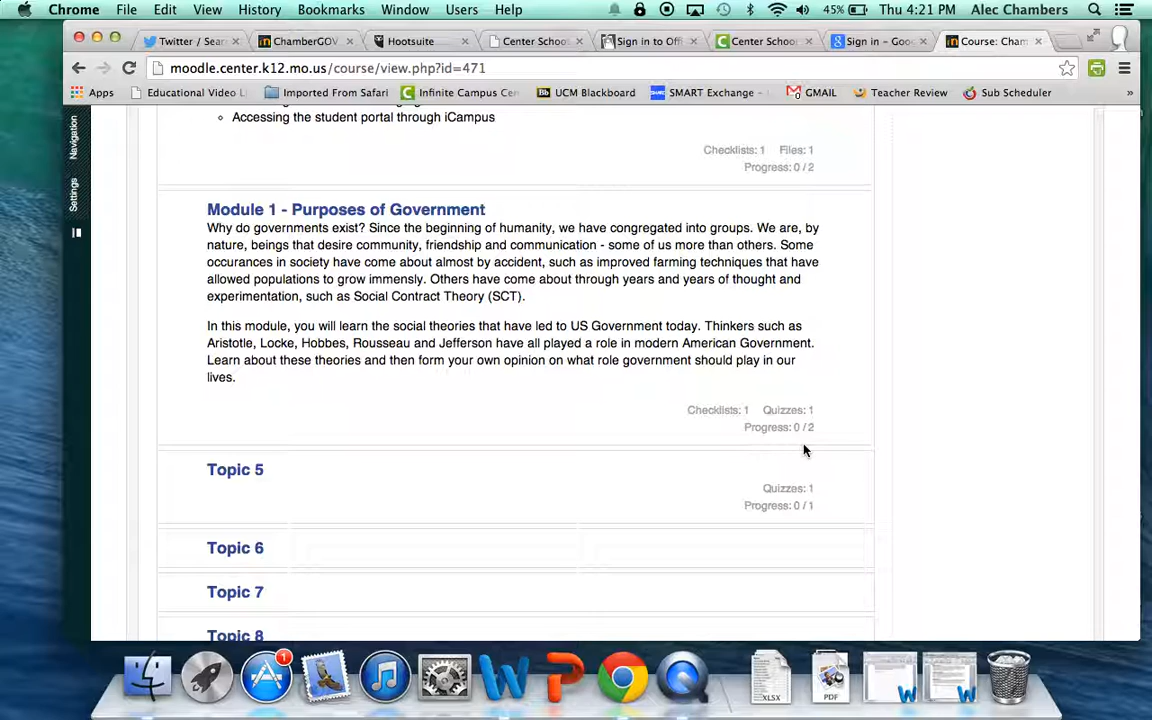 Chrome File Edit View History Bookmarks Window Users Help 45% Thu 4:21 PM Alec Chambers
Twitter / Sear ChamberGOV Hootsuite Center Schoo Sign in to Offi Center Schoo Sign in - Goo Course: Cham
moodle.center.k12.mo.us/course/view.php?id=471
Apps Educational Video Li Imported From Safari Infinite Campus Cen UCM Blackboard SMART Exchange - GMAIL Teacher Review Sub Scheduler »
Navigation
Settings
Accessing the student portal through iCampus
Checklists: 1 Files: 1
Progress: 0 / 2
Module 1 - Purposes of Government
Why do governments exist? Since the beginning of humanity, we have congregated into groups. We are, by
nature, beings that desire community, friendship and communication - some of us more than others. Some
occurances in society have come about almost by accident, such as improved farming techniques that have
allowed populations to grow immensly. Others have come about through years and years of thought and
experimentation, such as Social Contract Theory (SCT).
In this module, you will learn the social theories that have led to US Government today. Thinkers such as
Aristotle, Locke, Hobbes, Rousseau and Jefferson have all played a role in modern American Government.
Learn about these theories and then form your own opinion on what role government should play in our
lives.
Checklists: 1 Quizzes: 1
Progress: 0 / 2
Topic 5
Quizzes: 1
Progress: 0 / 1
Topic 6
Topic 7
Topic 8
1
XLSX PDF